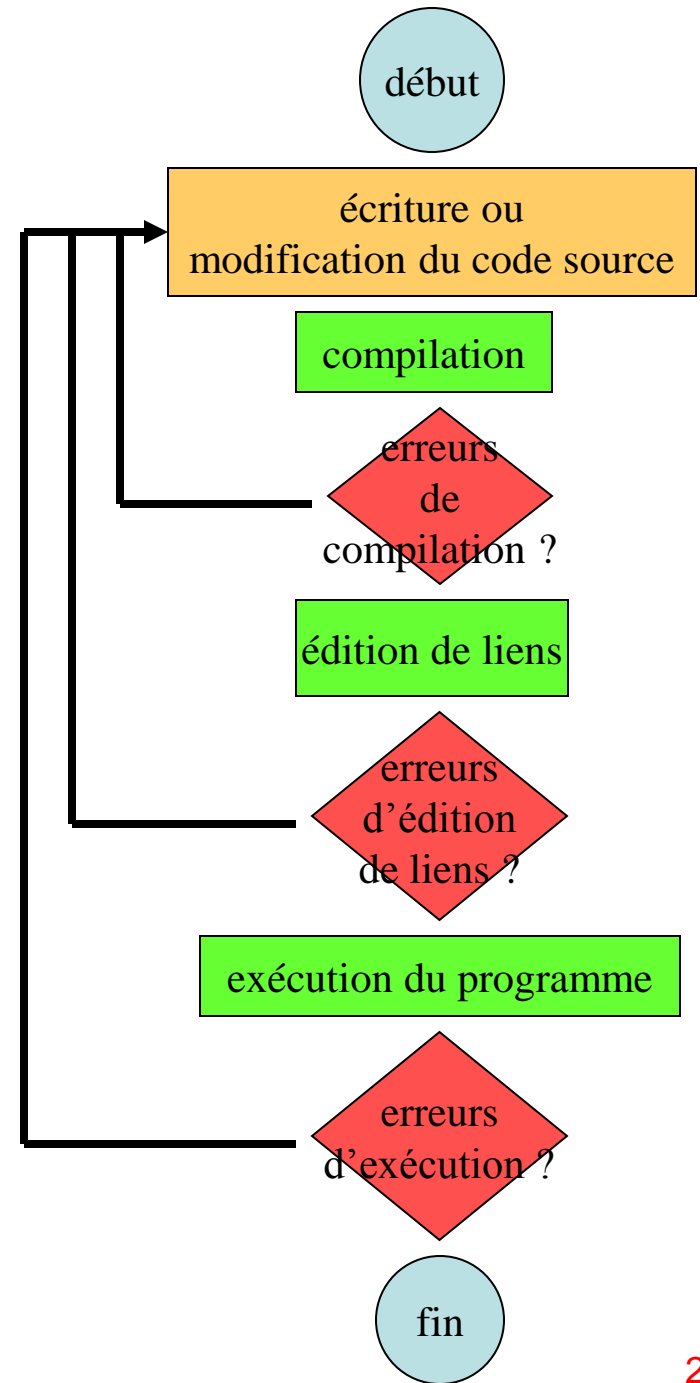 début
écriture ou
modification du code source
compilation
erreurs
de
compilation ?
édition de liens
erreurs
d’édition
de liens ?
exécution du programme
erreurs
d’exécution ?
fin
2